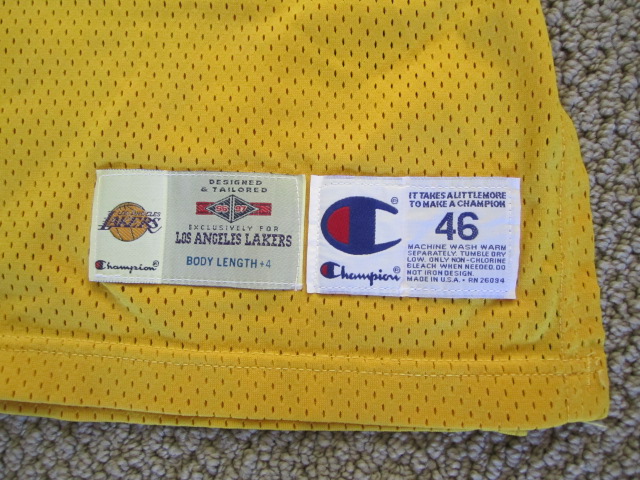 DESIGNED
& TAILORED
96 97
EXCLUSIVELY FOR
LOS ANGELES LAKERS
BODY LENGTH +4
LOS ANGELES
LAKERS
Champion®
IT TAKES A LITTLE MORE
TO MAKE A CHAMPION®
46
MACHINE WASH WARM
SEPARATELY. TUMBLE DRY
LOW. ONLY NON-CHLORINE
BLEACH WHEN NEEDED. DO
NOT IRON DESIGN.
MADE IN U.S.A. • RN 26094
C®
Champion®